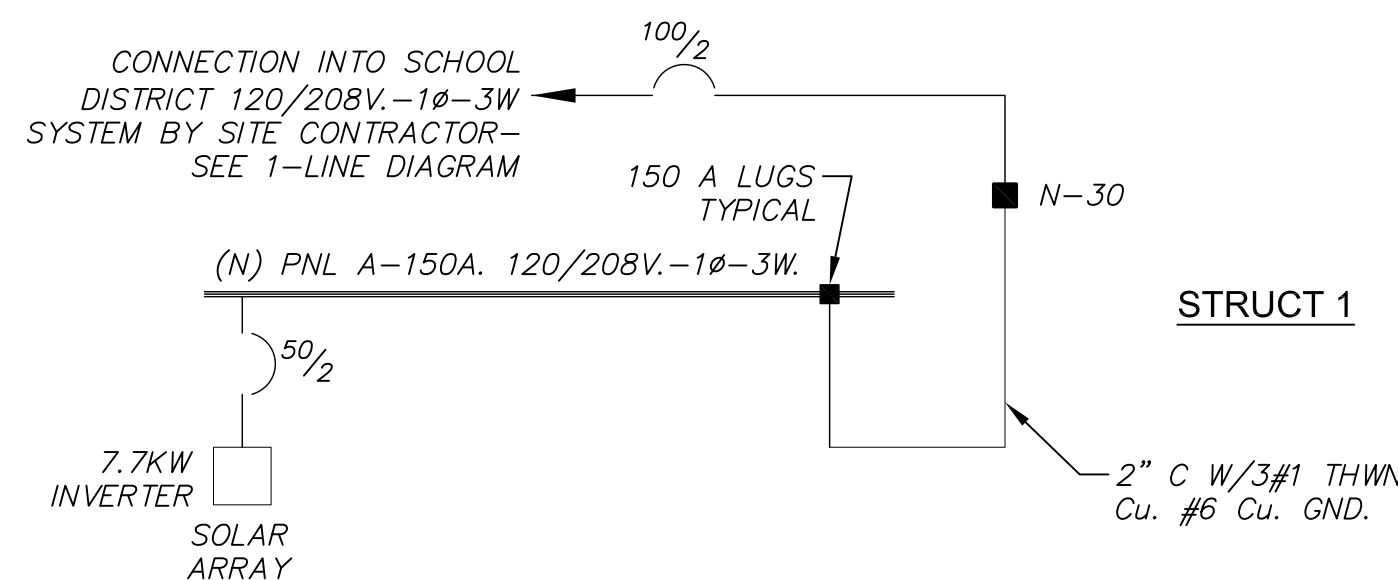 100/2
CONNECTION INTO SCHOOL
DISTRICT 120/208V.-1ø-3W
SYSTEM BY SITE CONTRACTOR-
SEE 1-LINE DIAGRAM
150 A LUGS
TYPICAL
N-30
(N) PNL A-150A. 120/208V.-1ø-3W.
STRUCT 1
50/2
7.7KW
INVERTER
SOLAR
ARRAY
2" C W/3#1 THWN
Cu. #6 Cu. GND.